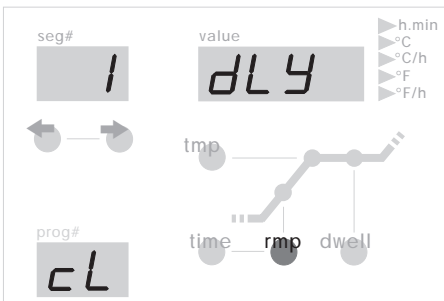 seg#
1
value
dLY
h.min
°C
°C/h
°F
°F/h
tmp
time
rmp
dwell
prog#
cL